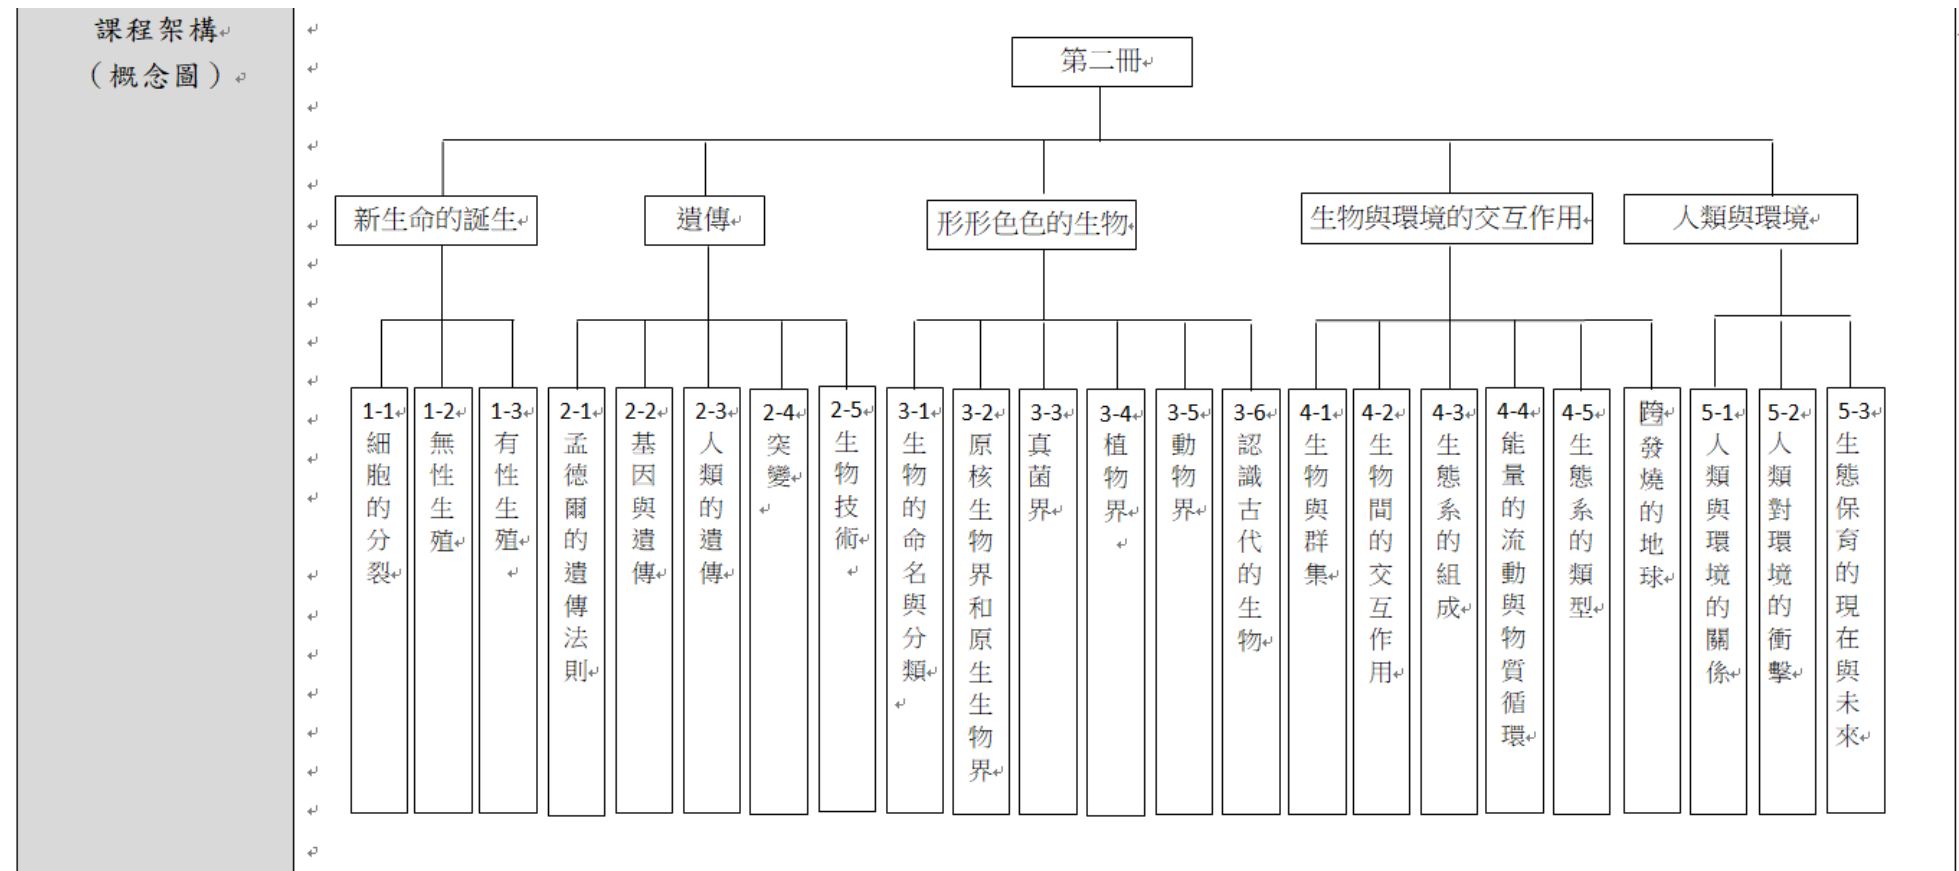 課程架構
（概念圖）
第二冊
新生命的誕生
遺傳
形形色色的生物
生物與環境的交互作用
人類與環境
1-1
細胞的分裂
1-2
無性生殖
1-3
有性生殖
2-1
孟德爾的遺傳法則
2-2
基因與遺傳
2-3
人類的遺傳
2-4
突變
2-5
生物技術
3-1
生物的命名與分類
3-2
原核生物界和原生生物界
3-3
真菌界
3-4
植物界
3-5
動物界
3-6
認識古代的生物
4-1
生物與群集
4-2
生物間的交互作用
4-3
生態系的組成
4-4
能量的流動與物質循環
4-5
生態系的類型
跨
發燒的地球
5-1
人類與環境的關係
5-2
人類對環境的衝擊
5-3
生態保育的現在與未來